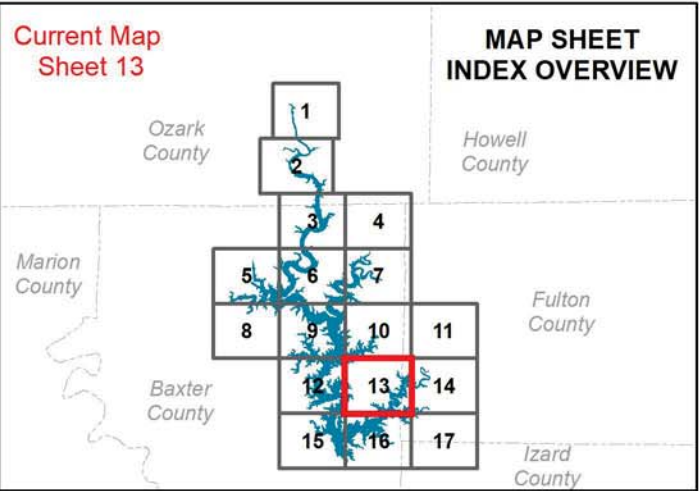 Current Map
Sheet 13
MAP SHEET
INDEX OVERVIEW
1
Ozark
County
Howell
County
2
3
4
Marion
County
5
6
7
Fulton
County
8
9
10
11
Baxter
County
12
13
14
15
16
17
Izard
County